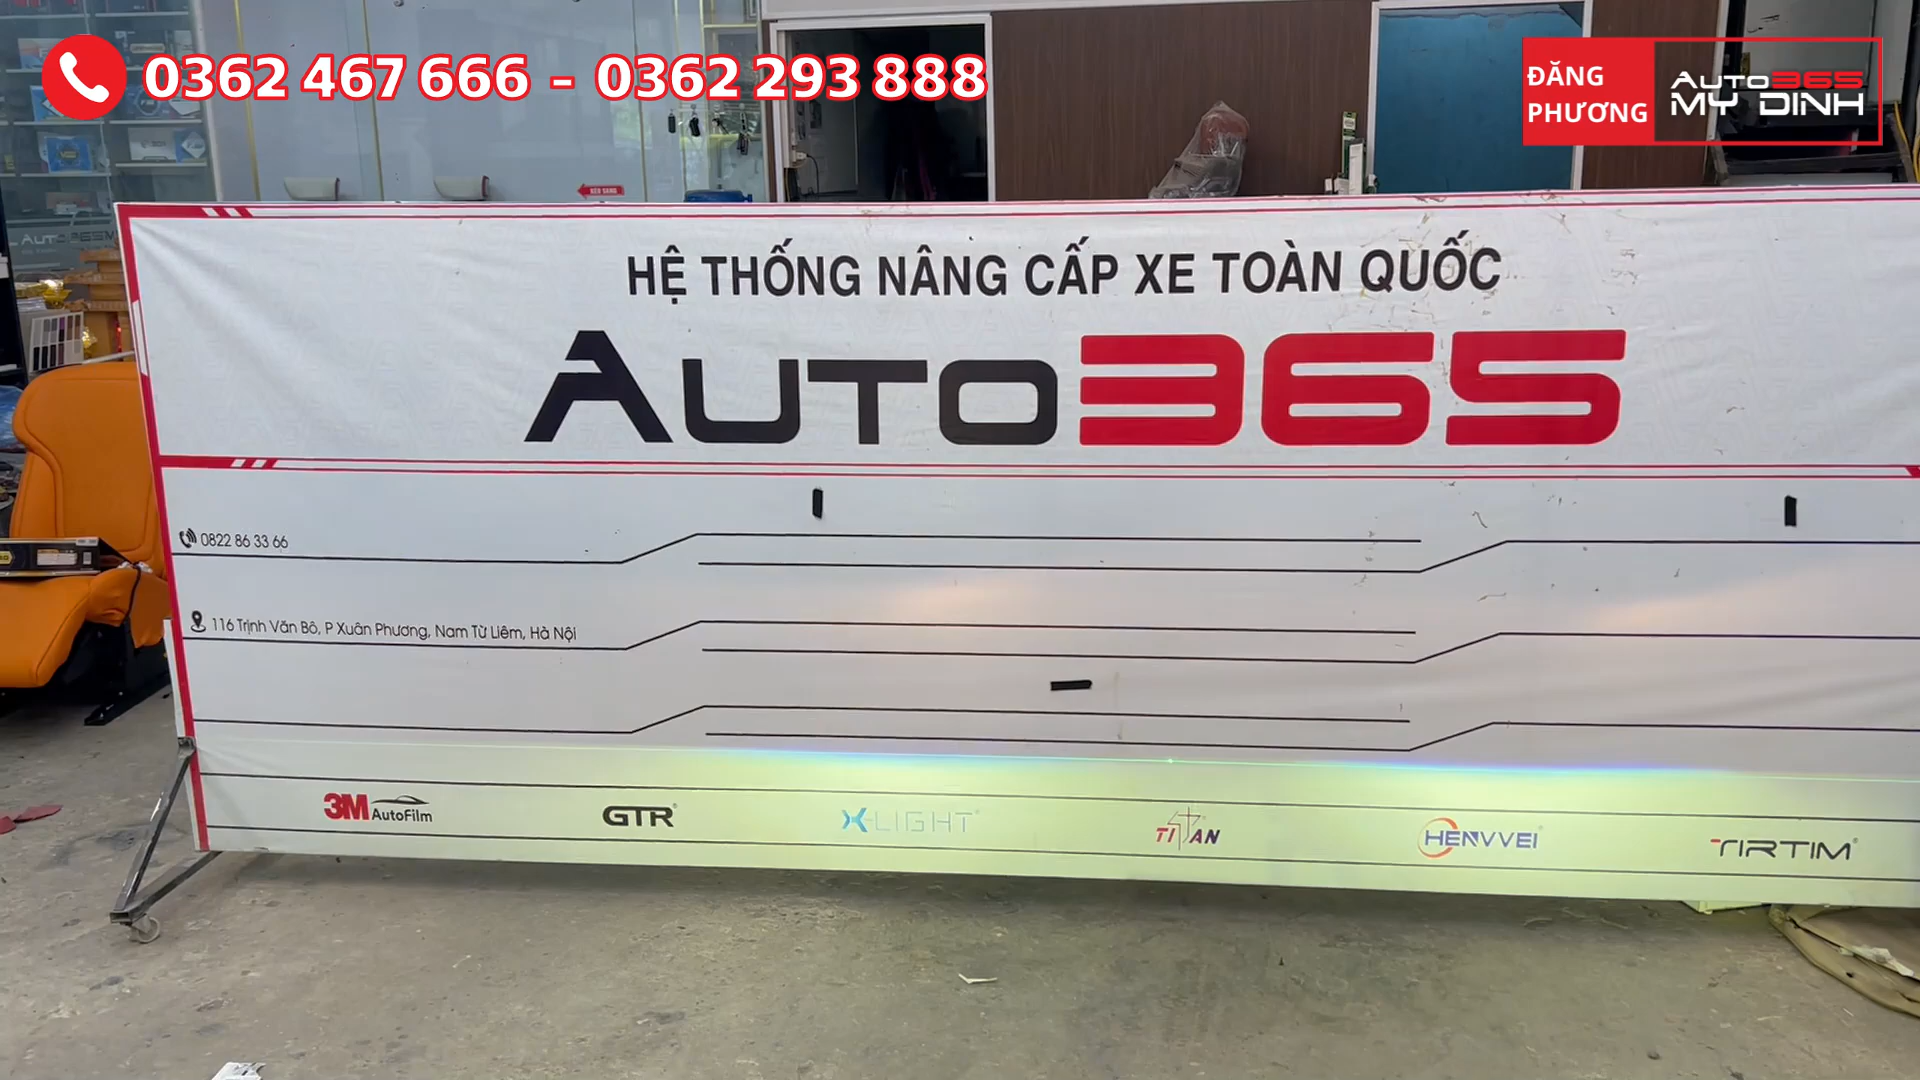 0362 467 666 - 0362 293 888
ĐĂNG
PHƯƠNG
AUTO365
MY DINH
KÉO SANG
HỆ THỐNG NÂNG CẤP XE TOÀN QUỐC
AUTO365
0822 86 33 66
116 Trịnh Văn Bô, P Xuân Phương, Nam Từ Liêm, Hà Nội
3M AutoFilm
GTR
X-LIGHT
TITAN
HENVVEI
TIRTIM